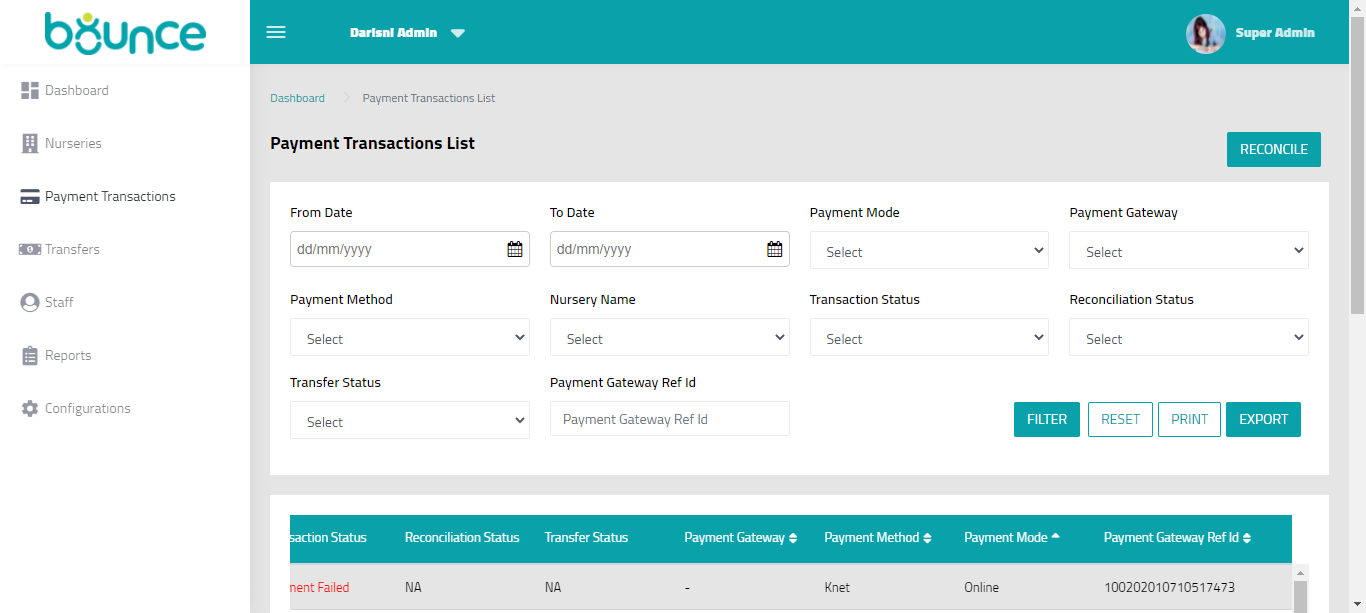 bounce
Darisni Admin
Super Admin
Dashboard
Nurseries
Payment Transactions
Transfers
Staff
Reports
Configurations
Dashboard Payment Transactions List
Payment Transactions List
RECONCILE
From Date To Date Payment Mode Payment Gateway
dd/mm/yyyy dd/mm/yyyy Select Select
Payment Method Nursery Name Transaction Status Reconciliation Status
Select Select Select Select
Transfer Status Payment Gateway Ref Id
Select Payment Gateway Ref Id
FILTER RESET PRINT EXPORT
saction Status Reconciliation Status Transfer Status Payment Gateway Payment Method Payment Mode Payment Gateway Ref Id
ment Failed NA NA - Knet Online 100202010710517473